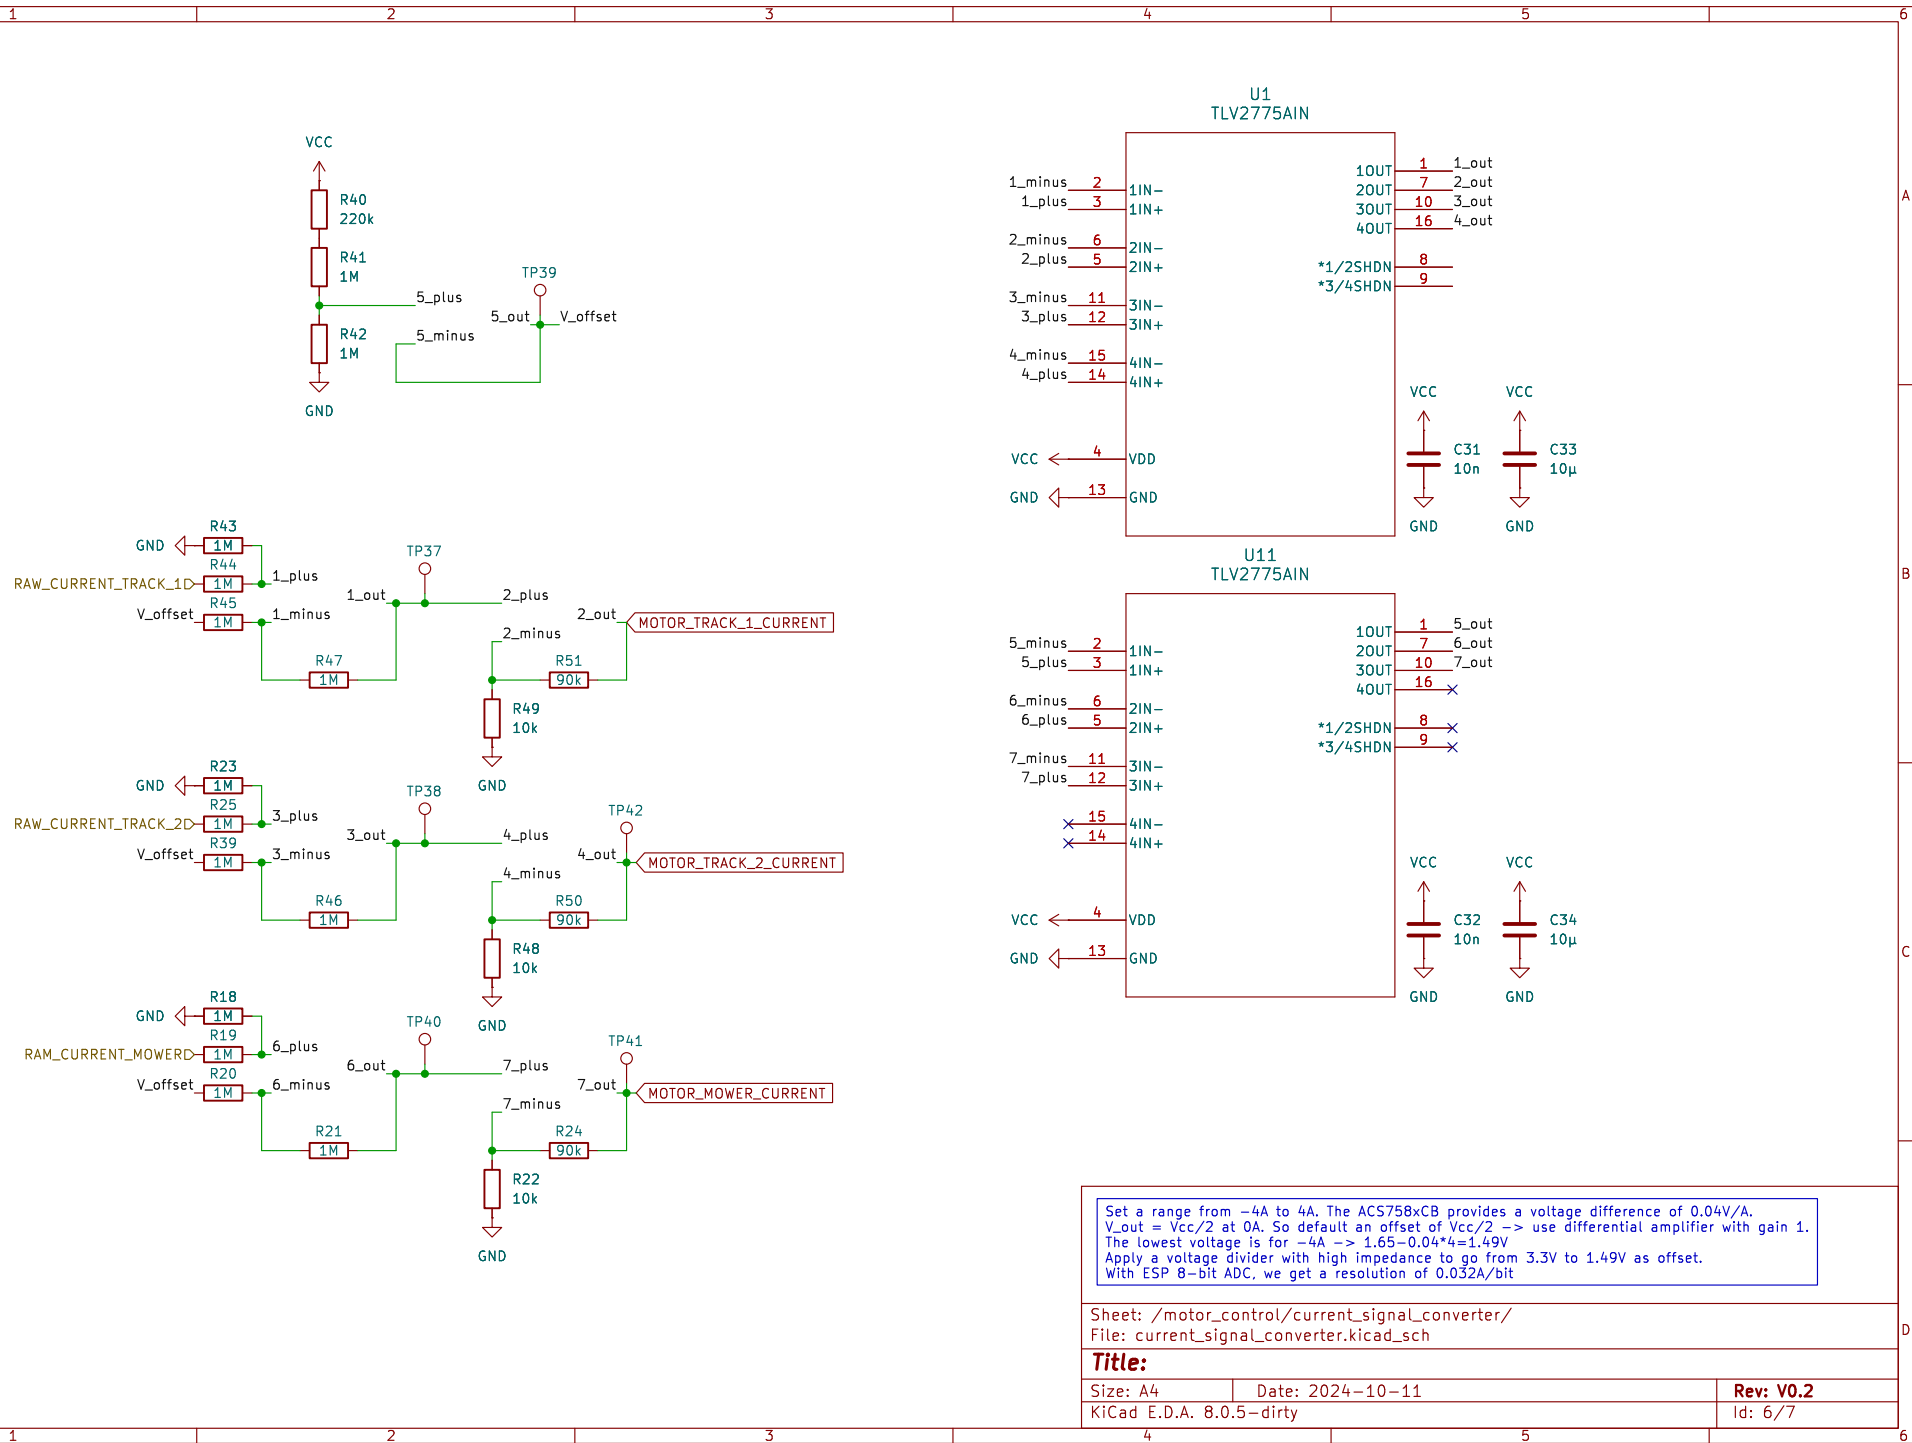 1 2 3 4 5 6
U1
TLV2775AIN
VCC
R40
220k
R41
1M
5_plus
R42
1M
5_minus
GND
TP39
5_out V_offset
1_minus 2 1IN-
1_plus 3 1IN+
2_minus 6 2IN-
2_plus 5 2IN+
3_minus 11 3IN-
3_plus 12 3IN+
4_minus 15 4IN-
4_plus 14 4IN+
VCC 4 VDD
GND 13 GND
1OUT 1 1_out
2OUT 7 2_out
3OUT 10 3_out
4OUT 16 4_out
*1/2SHDN 8
*3/4SHDN 9
A
VCC VCC
C31 C33
10n 10µ
GND GND
R43
GND 1M
R44
RAW_CURRENT_TRACK_1 1M 1_plus
R45
V_offset 1M 1_minus
R47
1M
TP37
1_out 2_plus
2_minus
2_out MOTOR_TRACK_1_CURRENT
R51
90k
R49
10k
GND
U11
TLV2775AIN
B
5_minus 2 1IN-
5_plus 3 1IN+
6_minus 6 2IN-
6_plus 5 2IN+
7_minus 11 3IN-
7_plus 12 3IN+
15 4IN-
14 4IN+
VCC 4 VDD
GND 13 GND
1OUT 1 5_out
2OUT 7 6_out
3OUT 10 7_out
4OUT 16
*1/2SHDN 8
*3/4SHDN 9
VCC VCC
C32 C34
10n 10µ
GND GND
C
R23
GND 1M
R25
RAW_CURRENT_TRACK_2 1M 3_plus
R39
V_offset 1M 3_minus
R46
1M
TP38
3_out 4_plus
4_minus
TP42
4_out MOTOR_TRACK_2_CURRENT
R50
90k
R48
10k
GND
R18
GND 1M
R19
RAM_CURRENT_MOWER 1M 6_plus
R20
V_offset 1M 6_minus
R21
1M
TP40
6_out 7_plus
7_minus
TP41
7_out MOTOR_MOWER_CURRENT
R24
90k
R22
10k
GND
Set a range from -4A to 4A. The ACS758xCB provides a voltage difference of 0.04V/A.
V_out = Vcc/2 at 0A. So default an offset of Vcc/2 -> use differential amplifier with gain 1.
The lowest voltage is for -4A -> 1.65-0.04*4=1.49V
Apply a voltage divider with high impedance to go from 3.3V to 1.49V as offset.
With ESP 8-bit ADC, we get a resolution of 0.032A/bit
Sheet: /motor_control/current_signal_converter/
File: current_signal_converter.kicad_sch
D
Title:
Size: A4 Date: 2024-10-11 Rev: V0.2
KiCad E.D.A. 8.0.5-dirty Id: 6/7
1 2 3 4 5 6